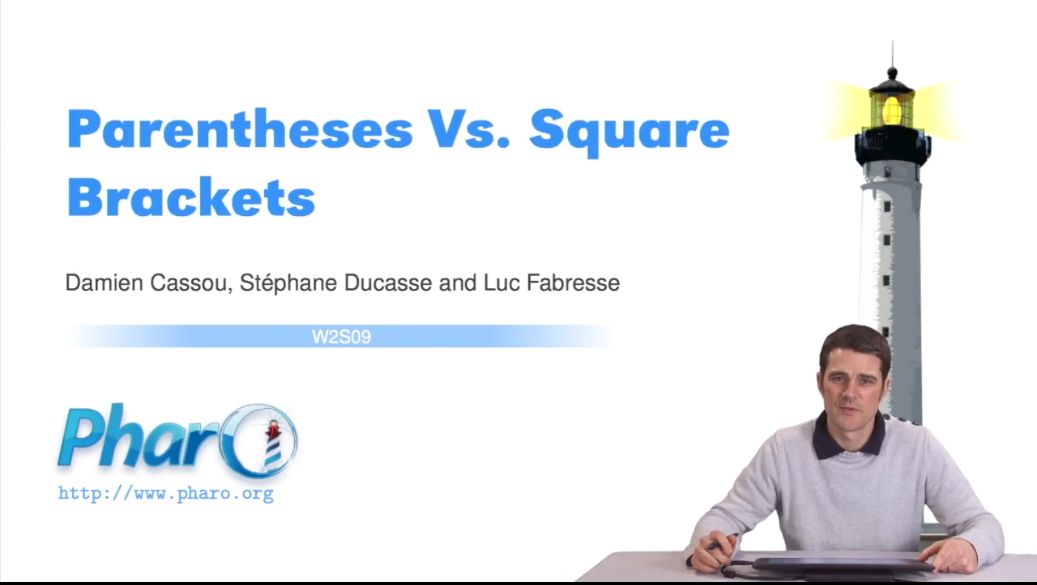 Parentheses Vs. Square
Brackets
Damien Cassou, Stéphane Ducasse and Luc Fabresse
W2S09
Pharo
http://www.pharo.org